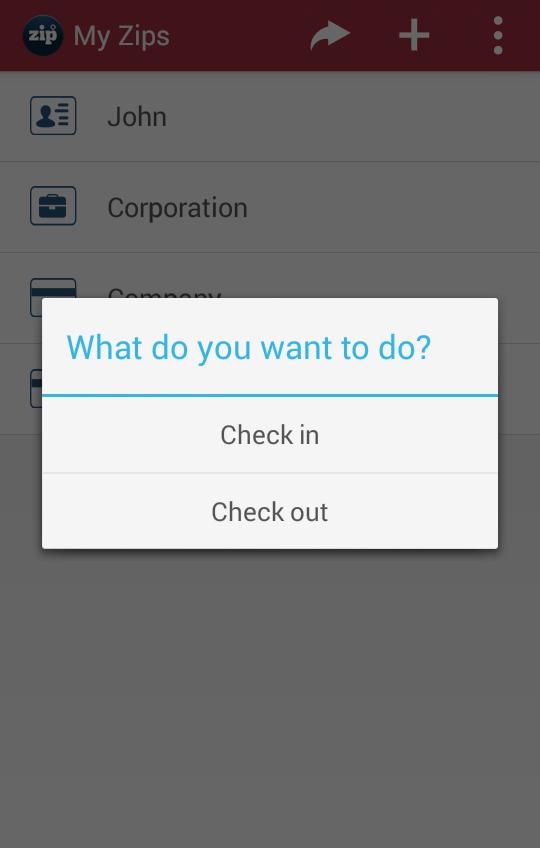 zip My Zips
John
Corporation
Company
What do you want to do?
Check in
Check out